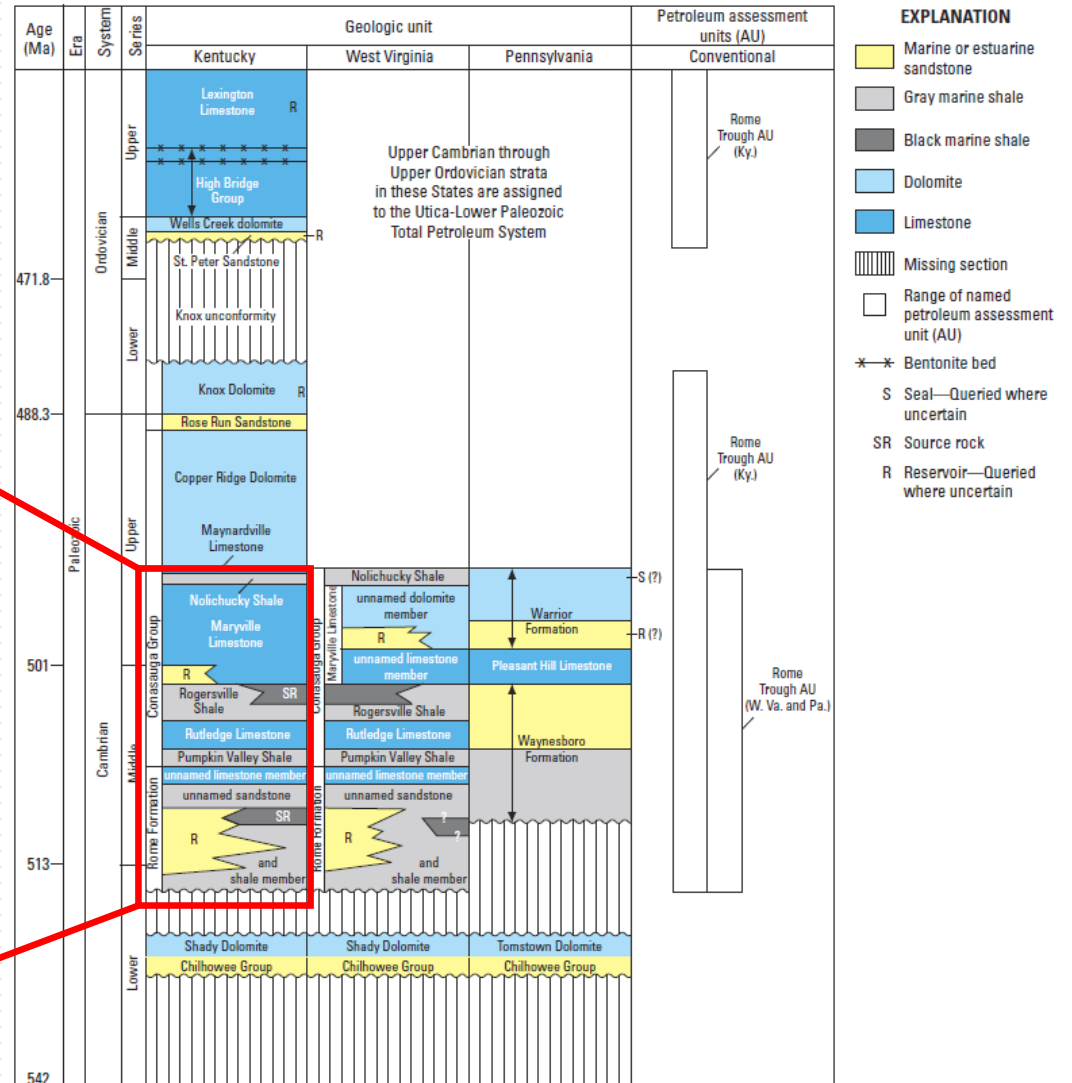 Age
(Ma)
Era
System
Series
Geologic unit
Kentucky
West Virginia
Pennsylvania
Petroleum assessment
units (AU)
Conventional
471.8
488.3
501
513
542
Paleozoic
Ordovician
Cambrian
Upper
Middle
Lower
Upper
Middle
Lower
Lexington
Limestone
R
High Bridge
Group
Wells Creek dolomite
R
St. Peter Sandstone
Knox unconformity
Knox Dolomite R
Rose Run Sandstone
Copper Ridge Dolomite
Maynardville
Limestone
Conasauga Group
Nolichucky Shale
Maryville
Limestone
R
Rogersville
Shale
SR
Rutledge Limestone
Pumpkin Valley Shale
Rome Formation
unnamed limestone member
unnamed sandstone
SR
R
and
shale member
Shady Dolomite
Chilhowee Group
Upper Cambrian through
Upper Ordovician strata
in these States are assigned
to the Utica-Lower Paleozoic
Total Petroleum System
Conasauga Group
Maryville Limestone
Nolichucky Shale
unnamed dolomite
member
R
unnamed limestone
member
Rogersville Shale
Rutledge Limestone
Pumpkin Valley Shale
Rome Formation
unnamed limestone member
unnamed sandstone
?
?
R
and
shale member
Shady Dolomite
Chilhowee Group
S (?)
Warrior
Formation
R (?)
Pleasant Hill Limestone
Waynesboro
Formation
Tomstown Dolomite
Chilhowee Group
Rome
Trough AU
(Ky.)
Rome
Trough AU
(Ky.)
Rome
Trough AU
(W. Va. and Pa.)
EXPLANATION
Marine or estuarine
sandstone
Gray marine shale
Black marine shale
Dolomite
Limestone
Missing section
Range of named
petroleum assessment
unit (AU)
Bentonite bed
S Seal—Queried where
uncertain
SR Source rock
R Reservoir—Queried
where uncertain